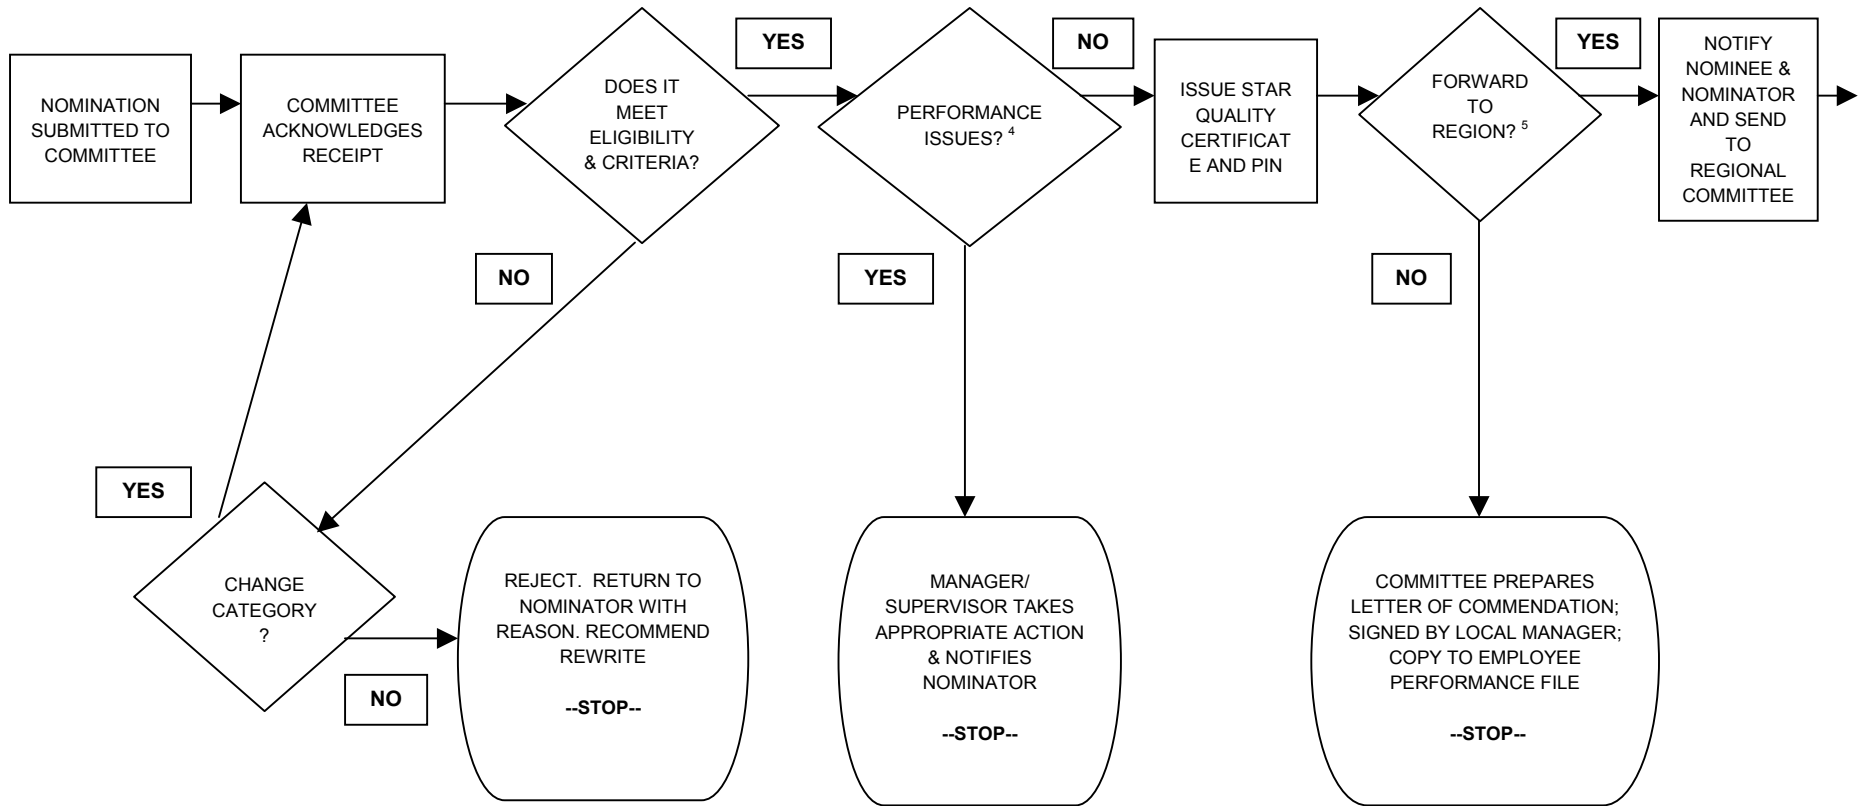 NOMINATION
SUBMITTED TO
COMMITTEE
COMMITTEE
ACKNOWLEDGES
RECEIPT
DOES IT
MEET
ELIGIBILITY
& CRITERIA?
YES
PERFORMANCE
ISSUES? 4
NO
ISSUE STAR
QUALITY
CERTIFICAT
E AND PIN
FORWARD
TO
REGION? 5
YES
NOTIFY
NOMINEE &
NOMINATOR
AND SEND
TO
REGIONAL
COMMITTEE
NO
YES
NO
YES
CHANGE
CATEGORY
?
NO
REJECT. RETURN TO
NOMINATOR WITH
REASON. RECOMMEND
REWRITE
--STOP--
MANAGER/
SUPERVISOR TAKES
APPROPRIATE ACTION
& NOTIFIES
NOMINATOR
--STOP--
COMMITTEE PREPARES
LETTER OF COMMENDATION;
SIGNED BY LOCAL MANAGER;
COPY TO EMPLOYEE
PERFORMANCE FILE
--STOP--